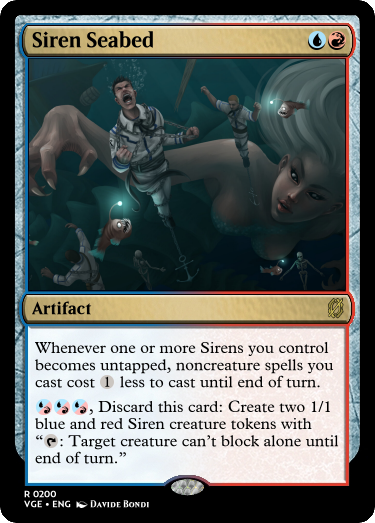 Siren Seabed
Artifact
Whenever one or more Sirens you control
becomes untapped, noncreature spells you
cast cost 1 less to cast until end of turn.
, Discard this card: Create two 1/1
blue and red Siren creature tokens with
“: Target creature can’t block alone until
end of turn.”
R 0200
VGE • ENG Davide Bondi